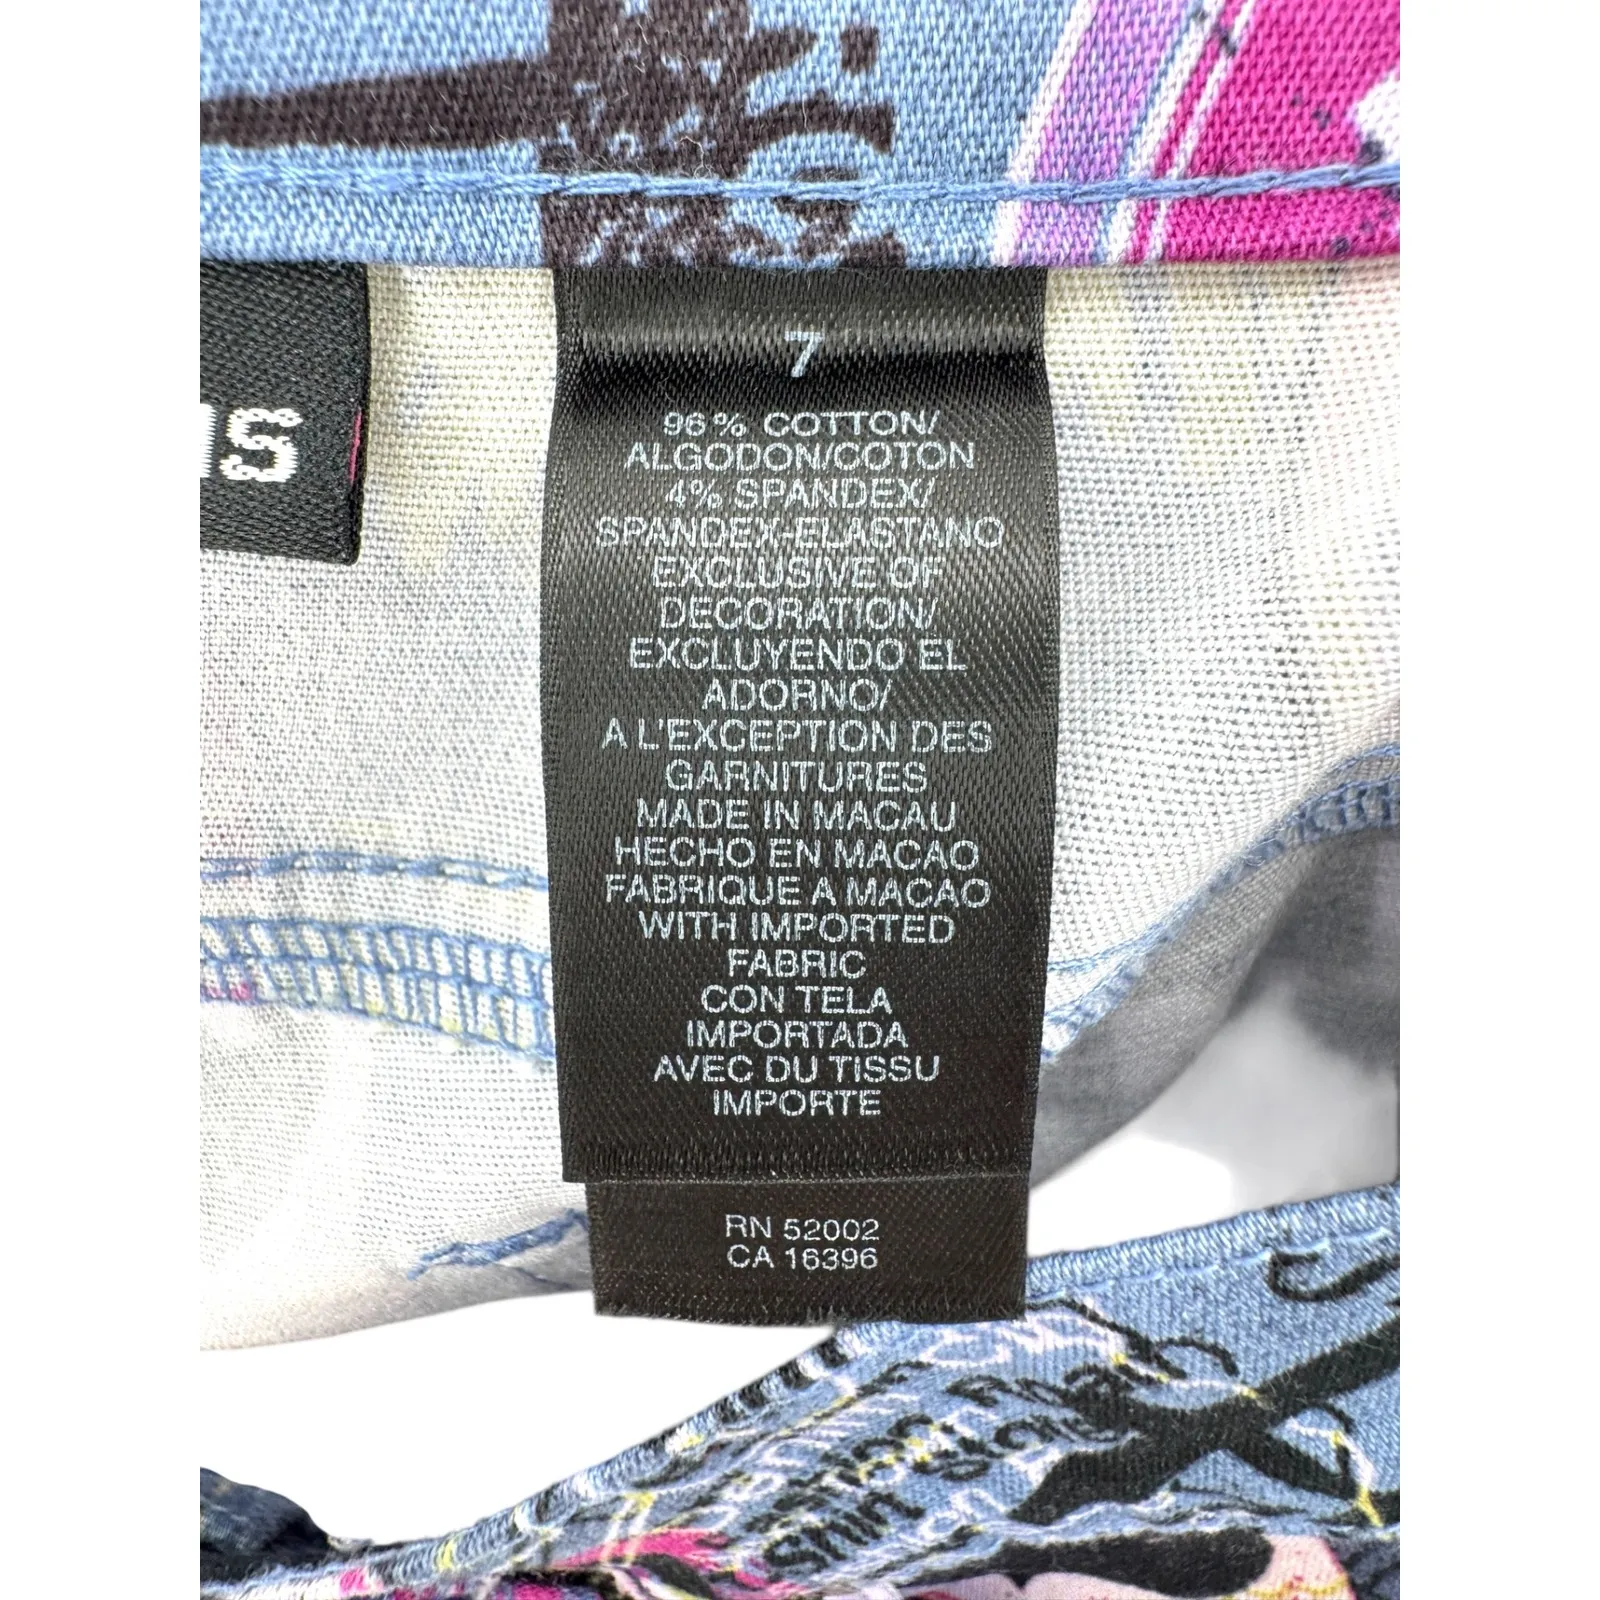 7
96% COTTON/
ALGODON/COTON
4% SPANDEX/
SPANDEX-ELASTANO
EXCLUSIVE OF
DECORATION/
EXCLUYENDO EL
ADORNO/
A L'EXCEPTION DES
GARNITURES
MADE IN MACAU
HECHO EN MACAO
FABRIQUE A MACAO
WITH IMPORTED
FABRIC
CON TELA
IMPORTADA
AVEC DU TISSU
IMPORTE
RN 52002
CA 16396